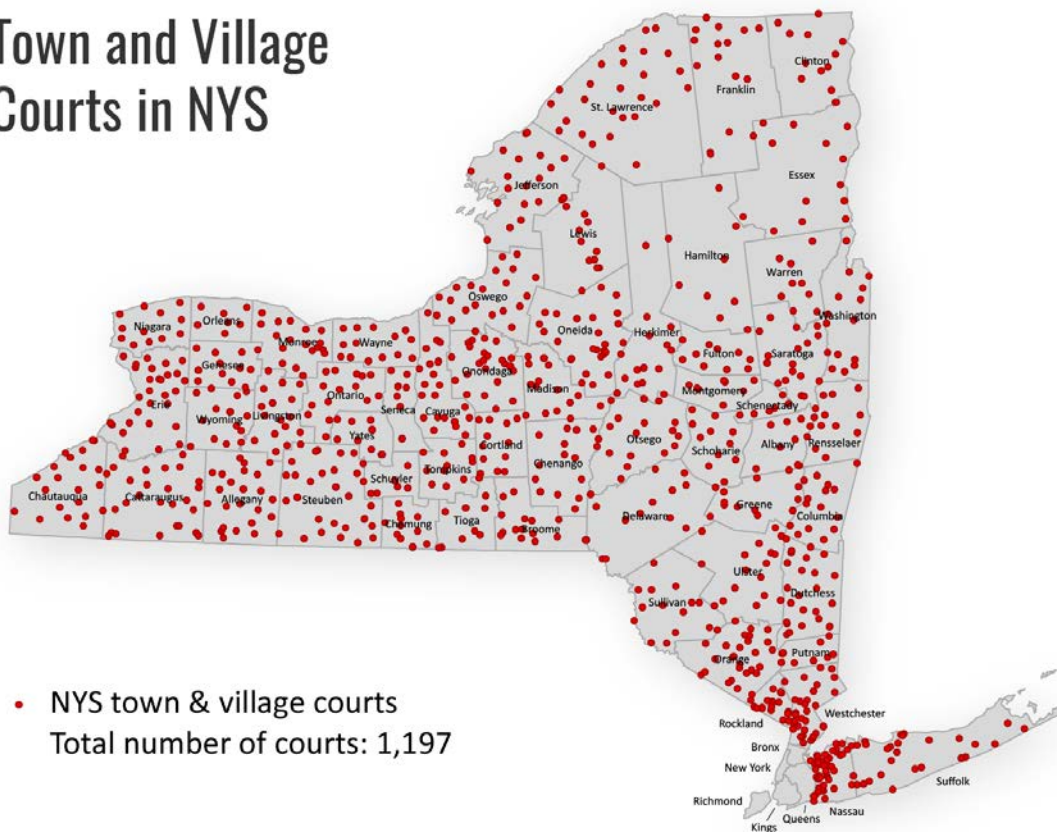 Town and Village
Courts in NYS
Clinton
Franklin
St. Lawrence
Essex
Jefferson
Lewis
Hamilton
Warren
Oswego
Washington
Orleans
Niagara
Oneida
Herkimer
Monroe
Wayne
Fulton
Saratoga
Genesee
Onondaga
Madison
Montgomery
Ontario
Erie
Seneca
Cayuga
Schenectady
Wyoming
Livingston
Yates
Otsego
Cortland
Albany
Rensselaer
Schoharie
Chenango
Tompkins
Schuyler
Chautauqua
Cattaraugus
Allegany
Steuben
Greene
Delaware
Columbia
Chemung
Tioga
Broome
Ulster
Dutchess
Sullivan
Putnam
Orange
• NYS town & village courts
Total number of courts: 1,197
Westchester
Rockland
Bronx
New York
Suffolk
Richmond
Nassau
Queens
Kings